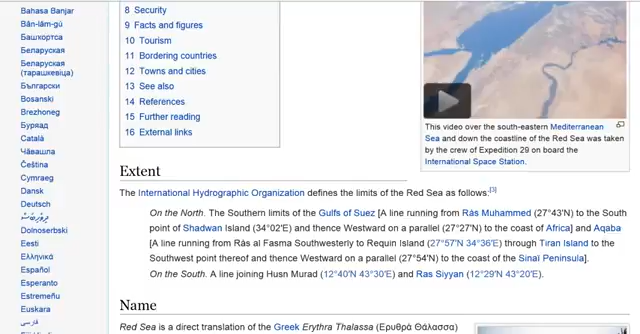 Bahasa Banjar
Bân-lâm-gú
Башҡортса
Беларуская
Беларуская
(тарашкевіца)
Български
Bosanski
Brezhoneg
Буряад
Català
Чӑвашла
Čeština
Cymraeg
Dansk
Deutsch
ދިވެހިބަސް
Dolnoserbski
Eesti
Ελληνικά
Español
Esperanto
Estremeñu
Euskara
فارسی
8 Security
9 Facts and figures
10 Tourism
11 Bordering countries
12 Towns and cities
13 See also
14 References
15 Further reading
16 External links
This video over the south-eastern Mediterranean
Sea and down the coastline of the Red Sea was taken
by the crew of Expedition 29 on board the
International Space Station.
Extent
The International Hydrographic Organization defines the limits of the Red Sea as follows:[3]
On the North. The Southern limits of the Gulfs of Suez [A line running from Râs Muhammed (27°43'N) to the South
point of Shadwan Island (34°02'E) and thence Westward on a parallel (27°27'N) to the coast of Africa] and Aqaba
[A line running from Râs al Fasma Southwesterly to Requin Island (27°57'N 34°36'E) through Tiran Island to the
Southwest point thereof and thence Westward on a parallel (27°54'N) to the coast of the Sinaï Peninsula].
On the South. A line joining Husn Murad (12°40'N 43°30'E) and Ras Siyyan (12°29'N 43°20'E).
Name
Red Sea is a direct translation of the Greek Erythra Thalassa (Ερυθρὰ Θάλασσα)